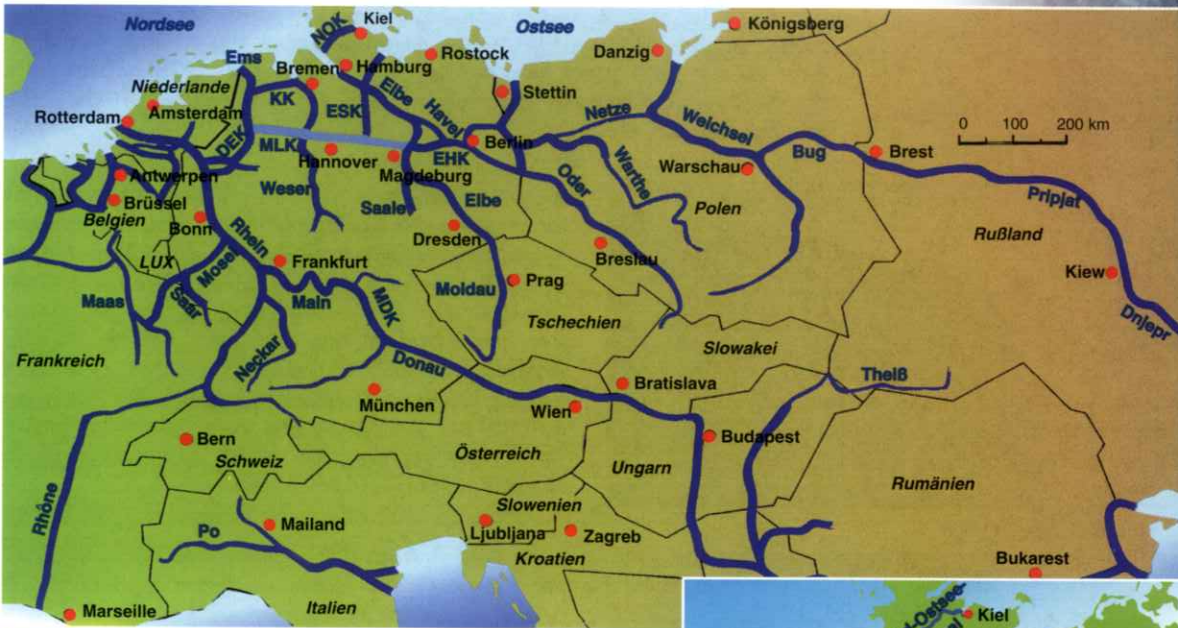 Nordsee
Ostsee
NOK
Kiel
Königsberg
Rostock
Danzig
Ems
Bremen
Hamburg
Niederlande
Stettin
KK
Elbe
Amsterdam
ESK
Netze
Rotterdam
Havel
Weichsel
0 100 200 km
DEK
MLK
Berlin
Hannover
EHK
Warthe
Warschau
Bug
Brest
Antwerpen
Magdeburg
Weser
Oder
Brüssel
Saale
Elbe
Pripjat
Belgien
Polen
Bonn
Dresden
Rußland
Rhein
Breslau
LUX
Mosel
Frankfurt
Kiew
Maas
Saar
Main
MDK
Moldau
Prag
Tschechien
Dnjepr
Frankreich
Neckar
Donau
Slowakei
Theiß
München
Bratislava
Wien
Bern
Schweiz
Österreich
Budapest
Ungarn
Rumänien
Rhône
Slowenien
Po
Mailand
Ljubljana
Zagreb
Kroatien
Bukarest
Marseille
Italien
d-Ostsee-
Kiel